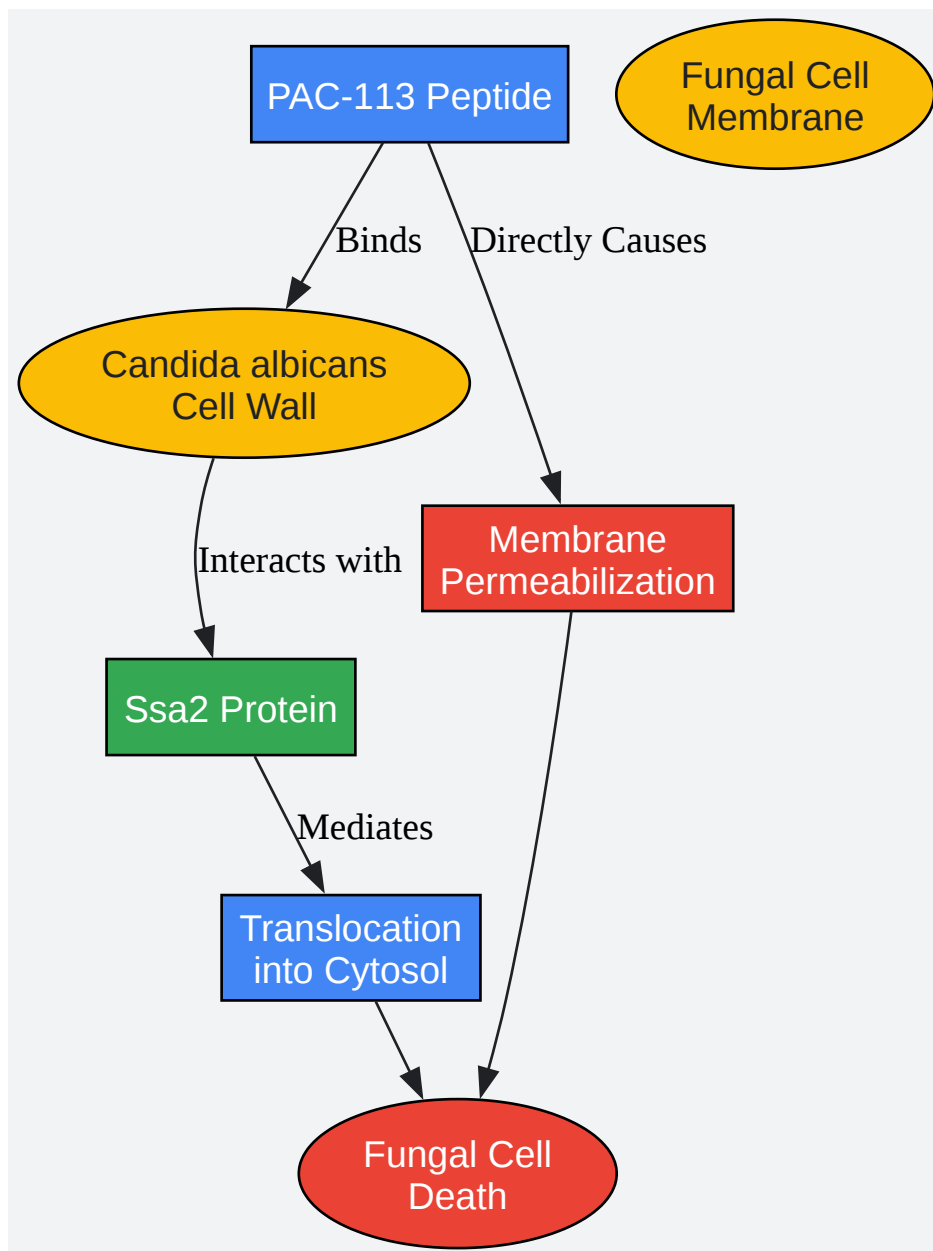 PAC-113 Peptide
Fungal Cell
Membrane
Binds
Directly Causes
Candida albicans
Cell Wall
Membrane
Permeabilization
Interacts with
Ssa2 Protein
Mediates
Translocation
into Cytosol
Fungal Cell
Death